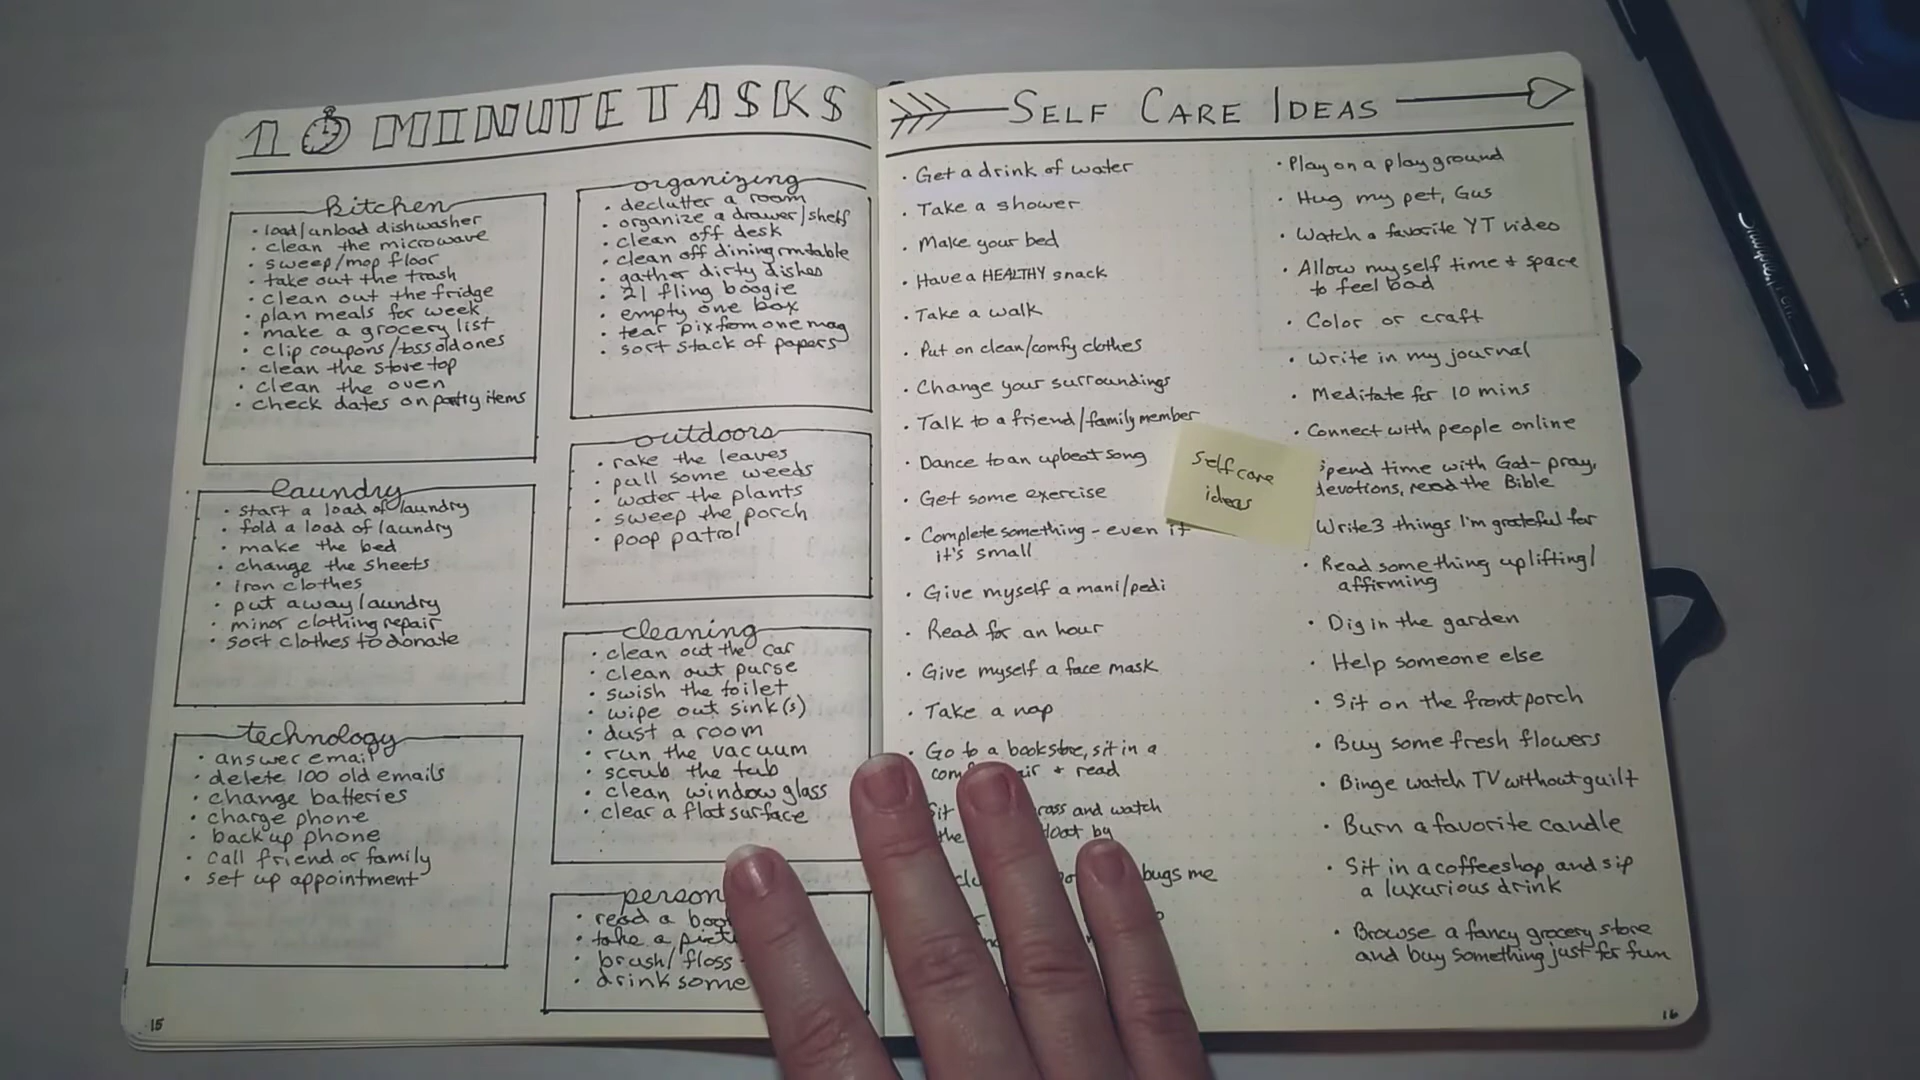 10 MINUTE TASKS
kitchen
• load/unload dishwasher
• clean the microwave
• sweep/mop floor
• take out the trash
• clean out the fridge
• plan meals for week
• make a grocery list
• clip coupons/toss old ones
• clean the stove top
• clean the oven
• check dates on pantry items
laundry
• start a load of laundry
• fold a load of laundry
• make the bed
• change the sheets
• iron clothes
• put away laundry
• minor clothing repair
• sort clothes to donate
technology
• answer email
• delete 100 old emails
• change batteries
• charge phone
• back up phone
• call friend or family
• set up appointment
15
organizing
• declutter a room
• organize a drawer/shelf
• clean off desk
• clean off dining rm table
• gather dirty dishes
• 21 fling boogie
• empty one box
• tear pix from one mag
• sort stack of papers
outdoors
• rake the leaves
• pull some weeds
• water the plants
• sweep the porch
• poop patrol
cleaning
• clean out the car
• clean out purse
• swish the toilet
• wipe out sink(s)
• dust a room
• run the vacuum
• scrub the tub
• clean window glass
• clear a flat surface
person
• read a
• take a
• brush/floss
• drink some
SELF CARE IDEAS
• Get a drink of water
• Take a shower
• Make your bed
• Have a HEALTHY snack
• Take a walk
• Put on clean/comfy clothes
• Change your surroundings
• Talk to a friend/family member
• Dance to an upbeat song
• Get some exercise
• Complete something - even if
it's small
• Give myself a mani/pedi
• Read for an hour
• Give myself a face mask
• Take a nap
• Go to a bookstore, sit in a
+ read
and watch
by
bugs me
self care
ideas
• Play on a playground
• Hug my pet, Gus
• Watch a favorite YT video
• Allow myself time + space
to feel bad
• Color or craft
• Write in my journal
• Meditate for 10 mins
• Connect with people online
pend time with God - pray,
devotions, read the Bible
Write 3 things I'm grateful for
• Read something uplifting/
affirming
• Dig in the garden
• Help someone else
• Sit on the front porch
• Buy some fresh flowers
• Binge watch TV without guilt
• Burn a favorite candle
• Sit in a coffeeshop and sip
a luxurious drink
• Browse a fancy grocery store
and buy something just for fun
16